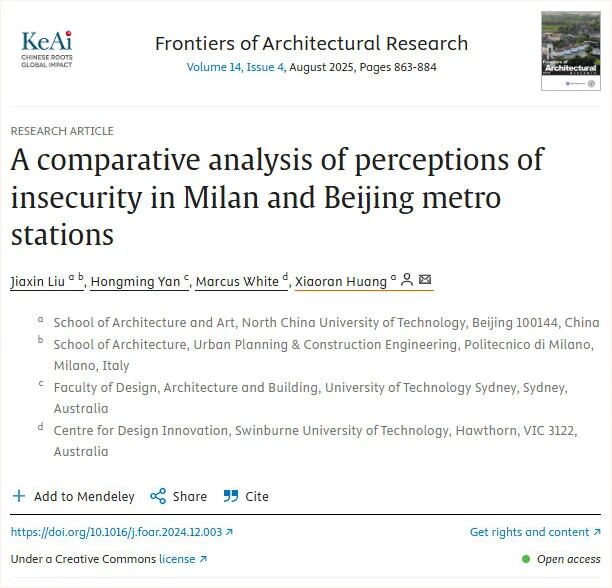 KeAi
CHINESE ROOTS
GLOBAL IMPACT
Frontiers of Architectural Research
Volume 14, Issue 4, August 2025, Pages 863-884
Frontiers of
Architectural
RESEARCH ARTICLE
A comparative analysis of perceptions of
insecurity in Milan and Beijing metro
stations
Jiaxin Liu a b, Hongming Yan c, Marcus White d, Xiaoran Huang a
a School of Architecture and Art, North China University of Technology, Beijing 100144, China
b School of Architecture, Urban Planning & Construction Engineering, Politecnico di Milano,
Milano, Italy
c Faculty of Design, Architecture and Building, University of Technology Sydney, Sydney,
Australia
d Centre for Design Innovation, Swinburne University of Technology, Hawthorn, VIC 3122,
Australia
+ Add to Mendeley Share Cite
https://doi.org/10.1016/j.foar.2024.12.003 ↗ Get rights and content ↗
Under a Creative Commons license ↗ Open access